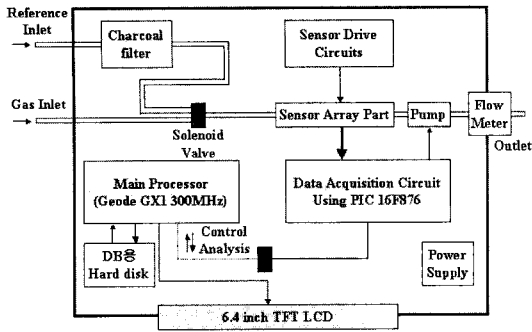 Reference
Inlet
Charcoal
filter
Sensor Drive
Circuits
Gas Inlet
Solenoid
Valve
Sensor Array Part
Pump
Flow
Meter
Outlet
Main Processor
(Geode GX1 300MHz)
Data Acquisition Circuit
Using PIC 16F876
Control
Analysis
DB용
Hard disk
Power
Supply
6.4 inch TFT LCD